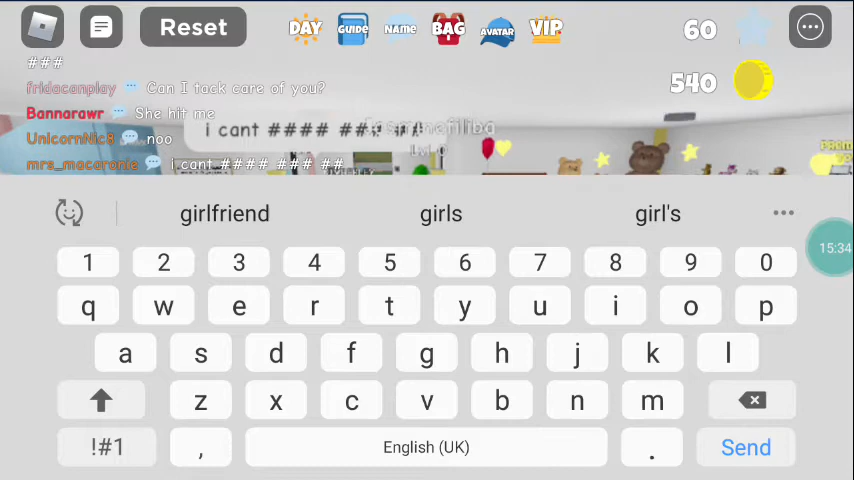 Reset
DAY
GUIDE
NAME
BAG
AVATAR
VIP
60
540
###
fridacanplay Can I tack care of you?
Bannarawr She hit me
UnicornNic8 noo
i cant #### ### ##
mrs_macaronie i cant #### ### ##
girlfriend girls girl's
15:34
1 2 3 4 5 6 7 8 9 0
q w e r t y u i o p
a s d f g h j k l
z x c v b n m
!#1 , English (UK) . Send